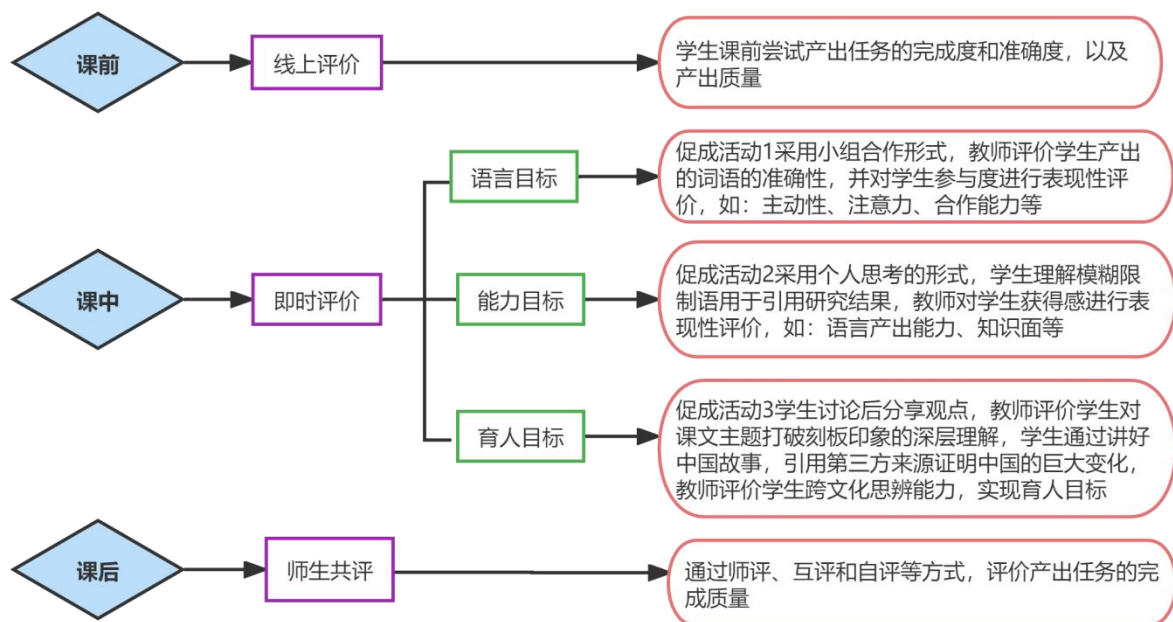 课前
线上评价
学生课前尝试产出任务的完成度和准确度，以及
产出质量
语言目标
促成活动1采用小组合作形式，教师评价学生产出
的词语的准确性，并对学生参与度进行表现性评
价，如：主动性、注意力、合作能力等
课中
即时评价
能力目标
促成活动2采用个人思考的形式，学生理解模糊限
制语用于引用研究结果，教师对学生获得感进行表
现性评价，如：语言产出能力、知识面等
育人目标
促成活动3学生讨论后分享观点，教师评价学生对
课文主题打破刻板印象的深层理解，学生通过讲好
中国故事，引用第三方来源证明中国的巨大变化，
教师评价学生跨文化思辨能力，实现育人目标
课后
师生共评
通过师评、互评和自评等方式，评价产出任务的完
成质量